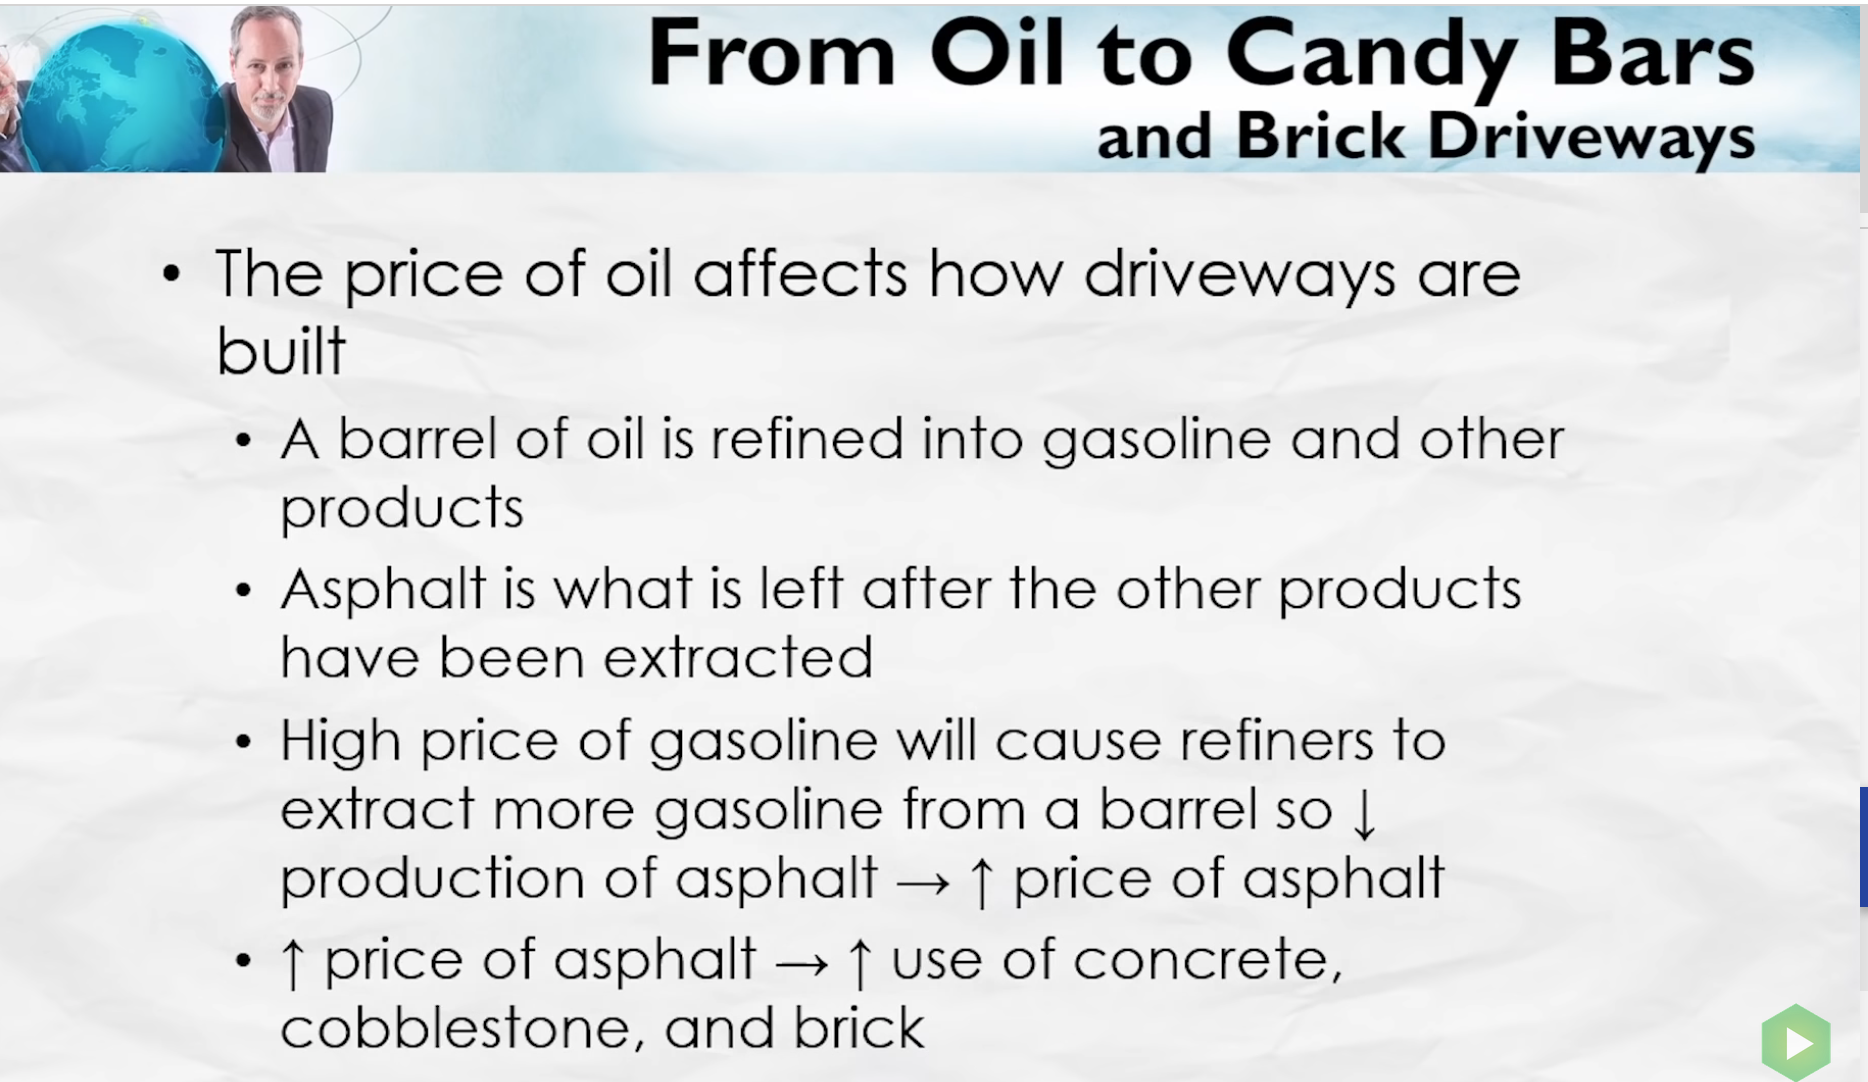 From Oil to Candy Bars
and Brick Driveways
• The price of oil affects how driveways are
built
• A barrel of oil is refined into gasoline and other
products
• Asphalt is what is left after the other products
have been extracted
• High price of gasoline will cause refiners to
extract more gasoline from a barrel so ↓
production of asphalt → ↑ price of asphalt
• ↑ price of asphalt → ↑ use of concrete,
cobblestone, and brick